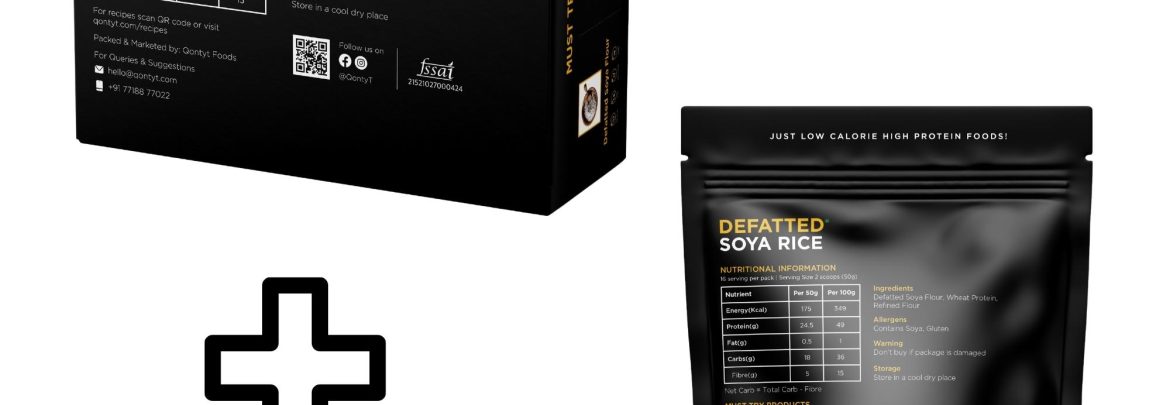 15
Store in a cool dry place
For recipes scan QR code or visit
qontyt.com/recipes
Packed & Marketed by: Qontyt Foods
For Queries & Suggestions
hello@qontyt.com
+91 77188 77022
Follow us on
@QontyT
fssai
21521027000424
MUST
Defatted Soya Flour
JUST LOW CALORIE HIGH PROTEIN FOODS!
DEFATTED
SOYA RICE
NUTRITIONAL INFORMATION
16 serving per pack | Serving Size 2 scoops (50g)
Nutrient Per 50g Per 100g
Energy(Kcal) 175 349
Protein(g) 24.5 49
Fat(g) 0.5 1
Carbs(g) 18 36
Fibre(g) 5 15
Net Carb = Total Carb - Fibre
MUST TRY PRODUCTS
Ingredients
Defatted Soya Flour, Wheat Protein,
Refined Flour
Allergens
Contains Soya, Gluten
Warning
Don't buy if package is damaged
Storage
Store in a cool dry place